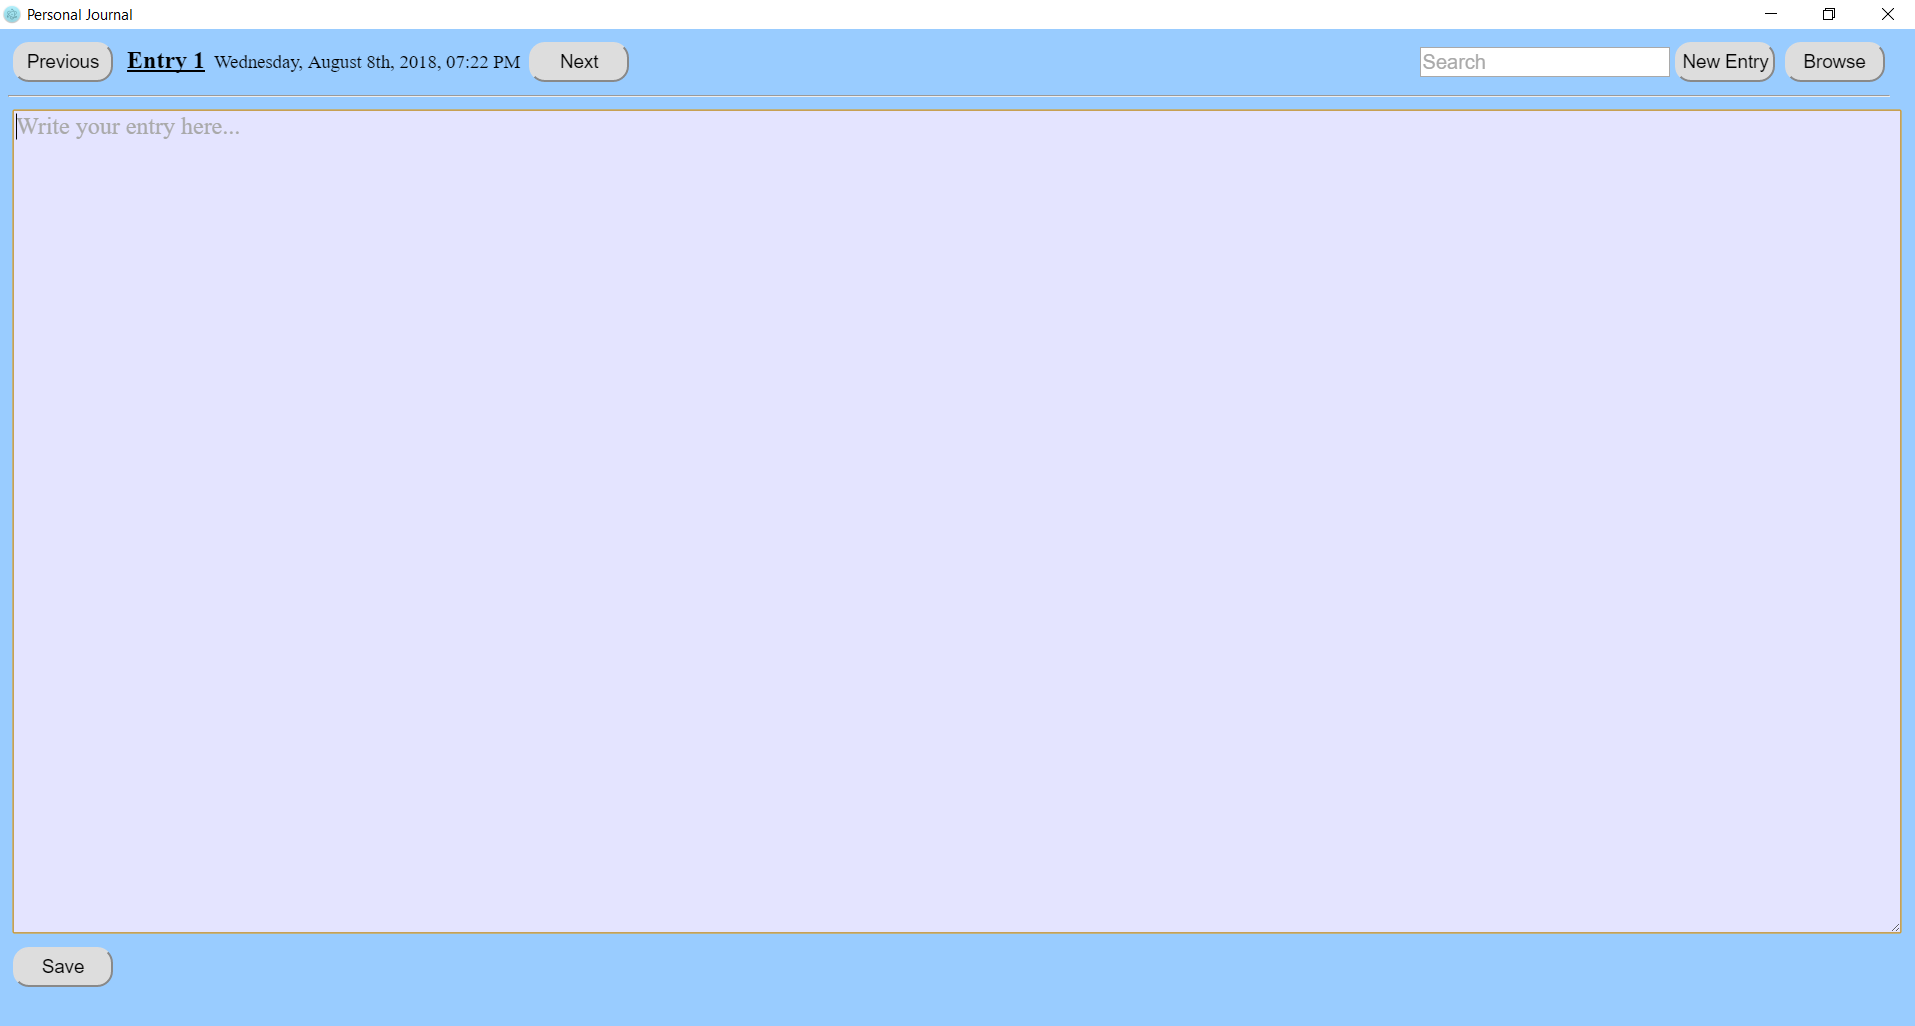 Personal Journal
Previous Entry 1 Wednesday, August 8th, 2018, 07:22 PM Next Search New Entry Browse
Write your entry here...
Save